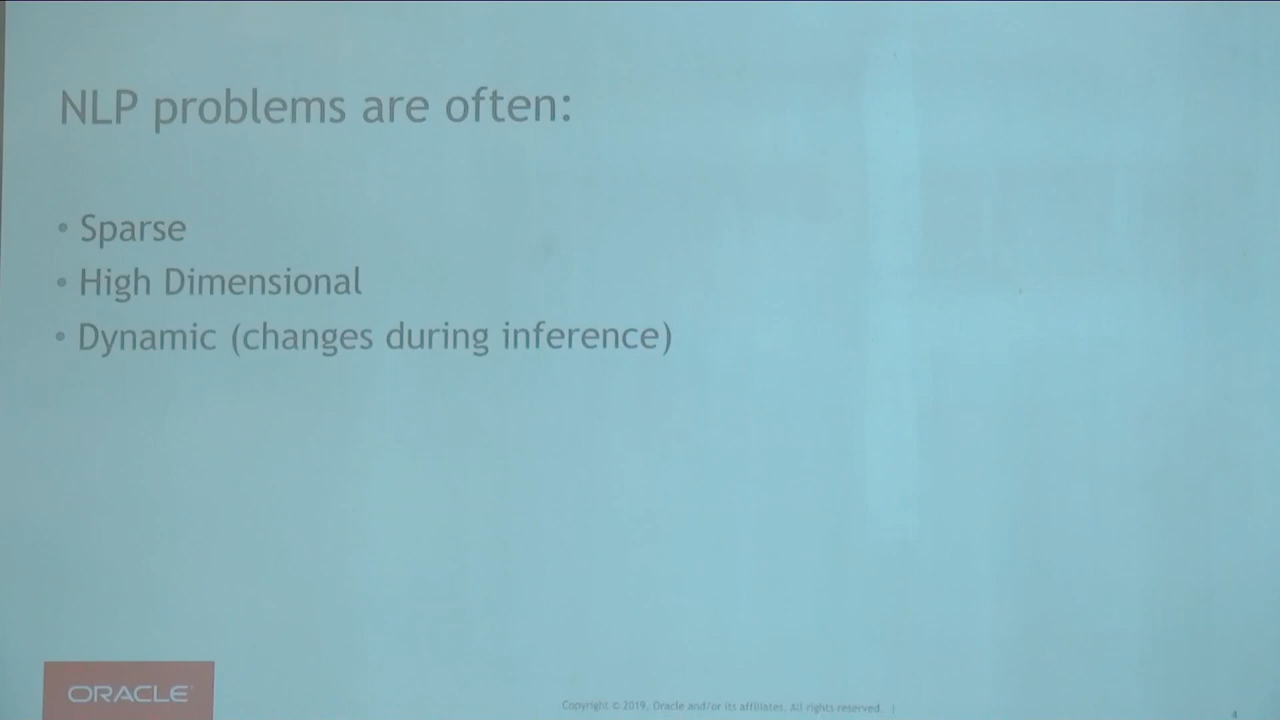 NLP problems are often:
• Sparse
• High Dimensional
• Dynamic (changes during inference)
ORACLE
Copyright © 2019, Oracle and/or its affiliates. All rights reserved. |
4